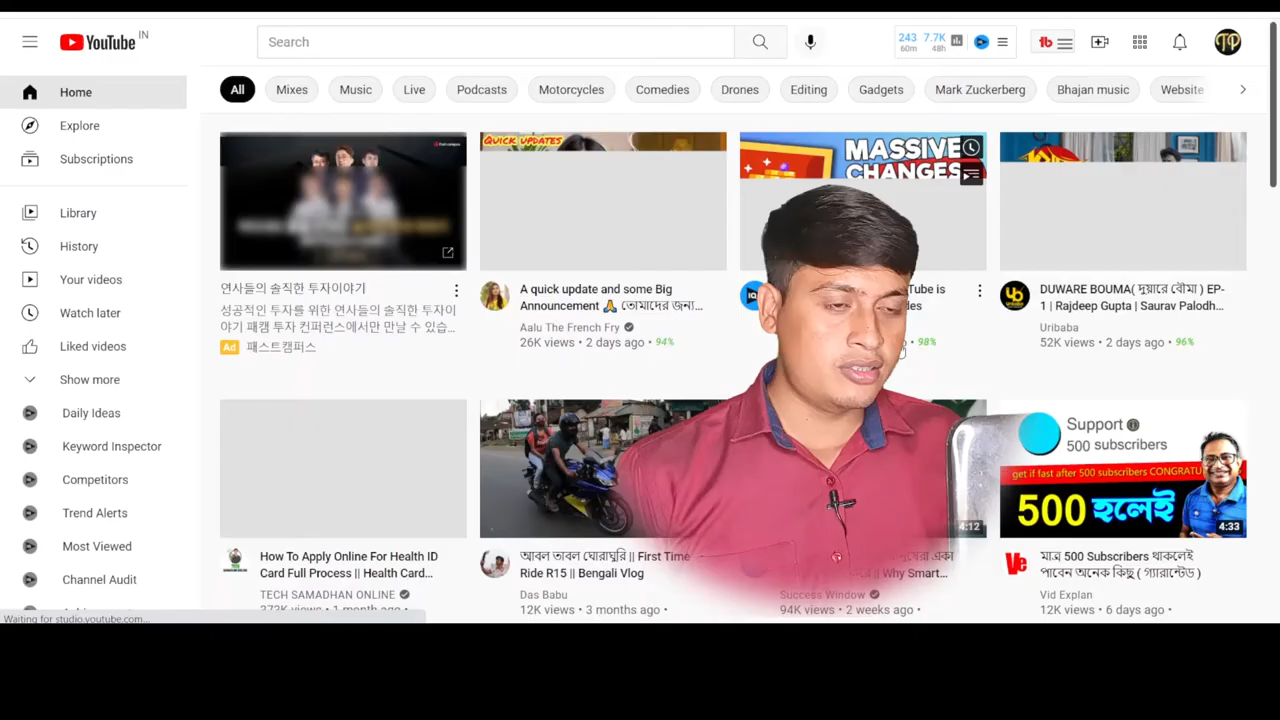 YouTube IN
Search
243 7.7K
60m 48h
tb
TP
Home
Explore
Subscriptions
Library
History
Your videos
Watch later
Liked videos
Show more
Daily Ideas
Keyword Inspector
Competitors
Trend Alerts
Most Viewed
Channel Audit
All
Mixes
Music
Live
Podcasts
Motorcycles
Comedies
Drones
Editing
Gadgets
Mark Zuckerberg
Bhajan music
Website
QUICK UPDATES
MASSIVE
CHANGES
연사들의 솔직한 투자이야기
성공적인 투자를 위한 연사들의 솔직한 투자이
야기 패캠 투자 컨퍼런스에서만 만날 수 있습...
Ad 패스트캠퍼스
A quick update and some Big
Announcement 🙏 তোমাদের জন্য...
Aalu The French Fry
26K views • 2 days ago • 94%
Tube is
• 98%
DUWARE BOUMA( দুয়ারে বৌমা ) EP-
1 | Rajdeep Gupta | Saurav Palodh...
Uribaba
52K views • 2 days ago • 96%
Support
500 subscribers
get if fast after 500 subscribers CONGRATU
500 হলেই
4:12
4:33
How To Apply Online For Health ID
Card Full Process || Health Card...
TECH SAMADHAN ONLINE
আবল তাবল ঘোরাঘুরি || First Time
Ride R15 || Bengali Vlog
Das Babu
12K views • 3 months ago •
একা
|| Why Smart...
Success Window
94K views • 2 weeks ago •
মাত্র 500 Subscribers থাকলেই
পাবেন অনেক কিছু ( গ্যারান্টেড )
Vid Explan
12K views • 6 days ago •
Waiting for studio.youtube.com...